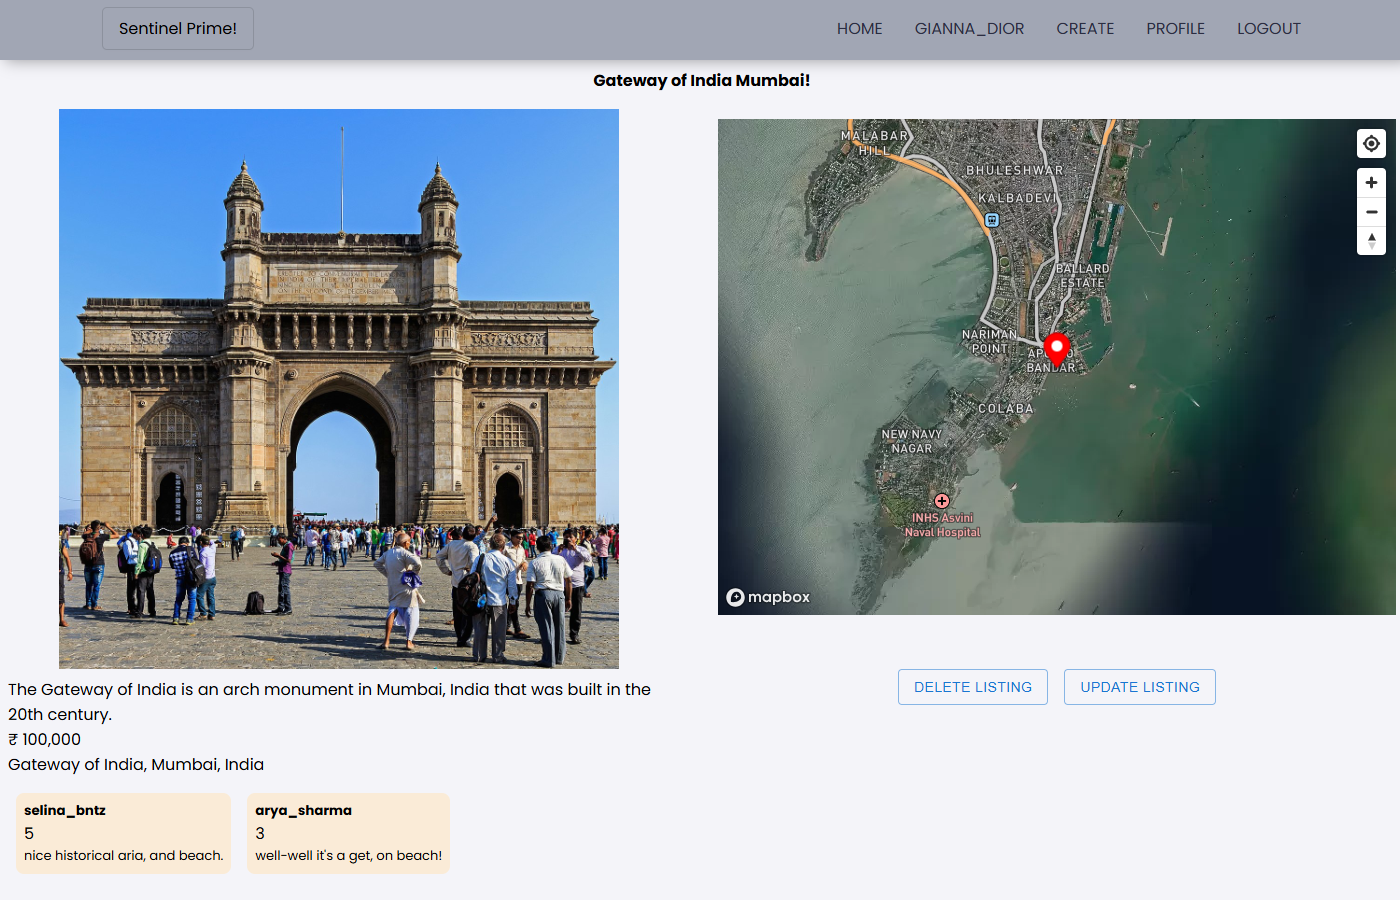 Sentinel Prime!
HOME
GIANNA_DIOR
CREATE
PROFILE
LOGOUT
Gateway of India Mumbai!
MALABAR
HILL
BHULESHWAR
KALBADEVI
BALLARD
ESTATE
NARIMAN
POINT
BANDAR
COLABA
NEW NAVY
NAGAR
INHS Asvini
Naval Hospital
mapbox
DELETE LISTING
UPDATE LISTING
The Gateway of India is an arch monument in Mumbai, India that was built in the
20th century.
₹ 100,000
Gateway of India, Mumbai, India
selina_bntz
5
nice historical aria, and beach.
arya_sharma
3
well-well it's a get, on beach!